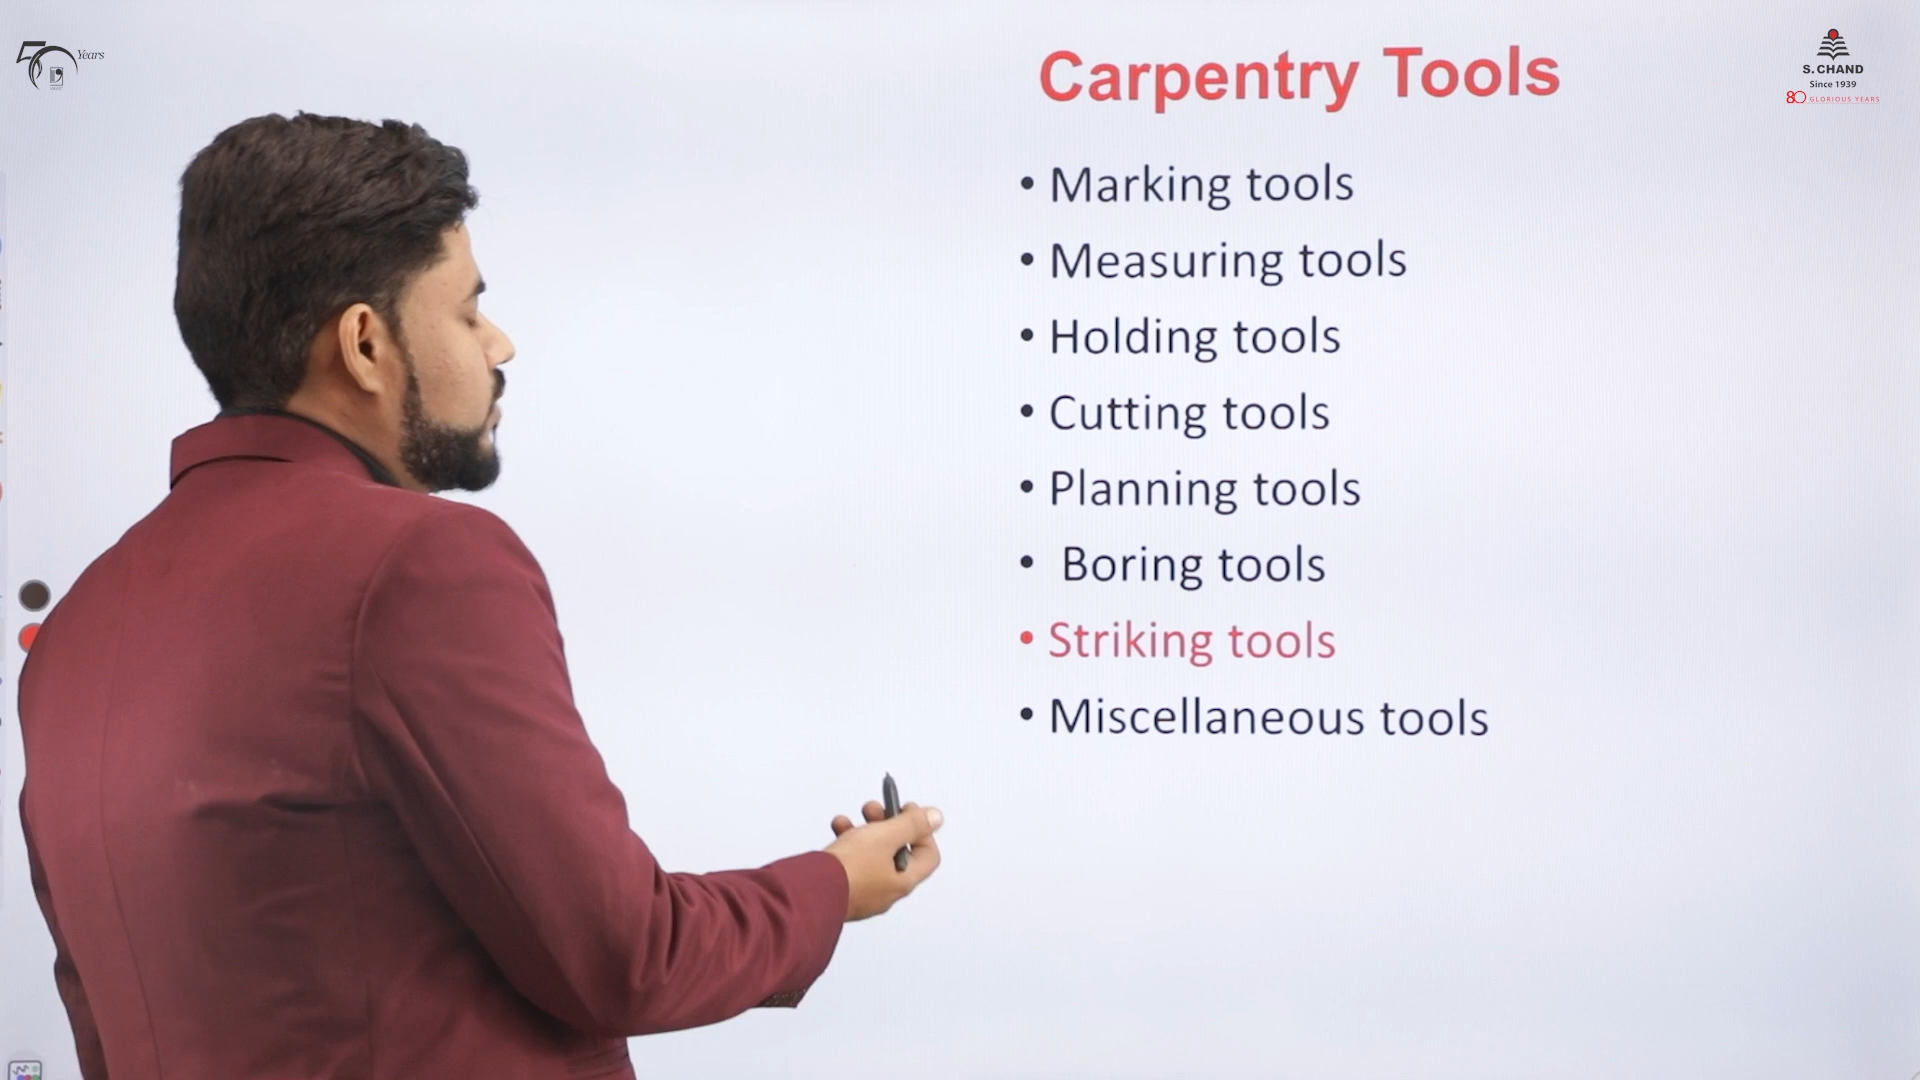 50 Years
Carpentry Tools
S. CHAND
Since 1939
80 GLORIOUS YEARS
• Marking tools
• Measuring tools
• Holding tools
• Cutting tools
• Planning tools
• Boring tools
• Striking tools
• Miscellaneous tools